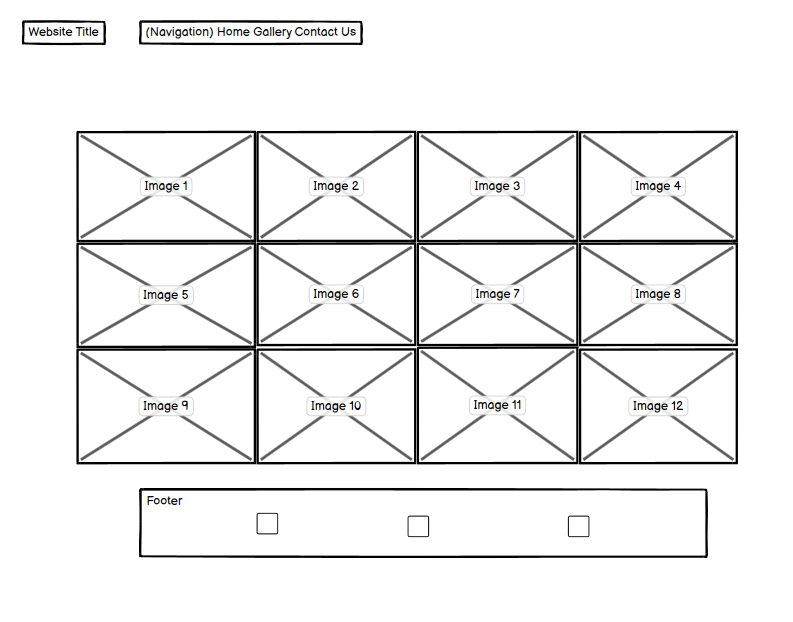 Website Title
(Navigation) Home Gallery Contact Us
Image 1
Image 2
Image 3
Image 4
Image 5
Image 6
Image 7
Image 8
Image 9
Image 10
Image 11
Image 12
Footer